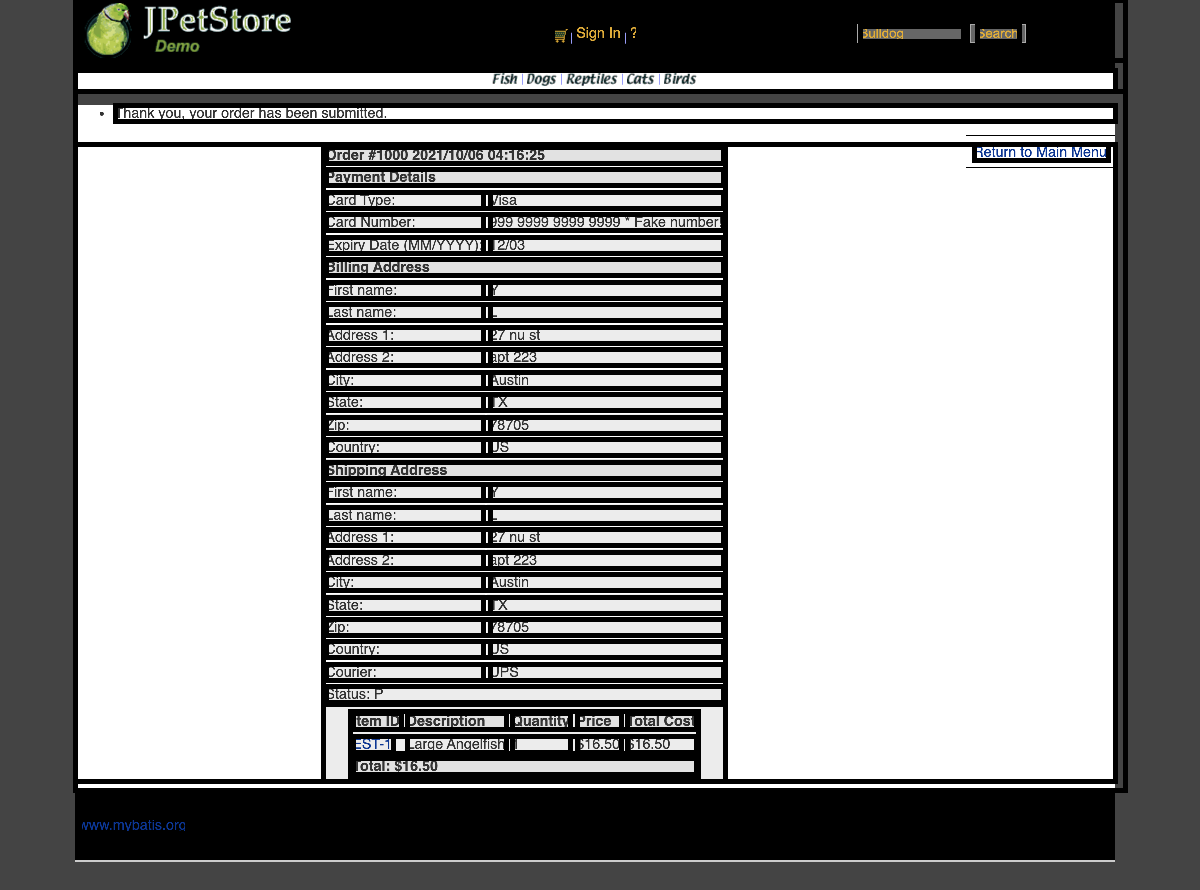 JPetStore
Demo
Sign In ?
Bulldog Search
Fish Dogs Reptiles Cats Birds
Thank you, your order has been submitted.
Return to Main Menu
Order #1000 2021/10/06 04:16:25
Payment Details
Card Type: Visa
Card Number: 999 9999 9999 9999 * Fake number!
Expiry Date (MM/YYYY): 12/03
Billing Address
First name: Y
Last name: L
Address 1: 27 nu st
Address 2: apt 223
City: Austin
State: TX
Zip: 78705
Country: US
Shipping Address
First name: Y
Last name: L
Address 1: 27 nu st
Address 2: apt 223
City: Austin
State: TX
Zip: 78705
Country: US
Courier: UPS
Status: P
Item ID Description Quantity Price Total Cost
EST-1 Large Angelfish 1 $16.50 $16.50
Total: $16.50
www.mybatis.org